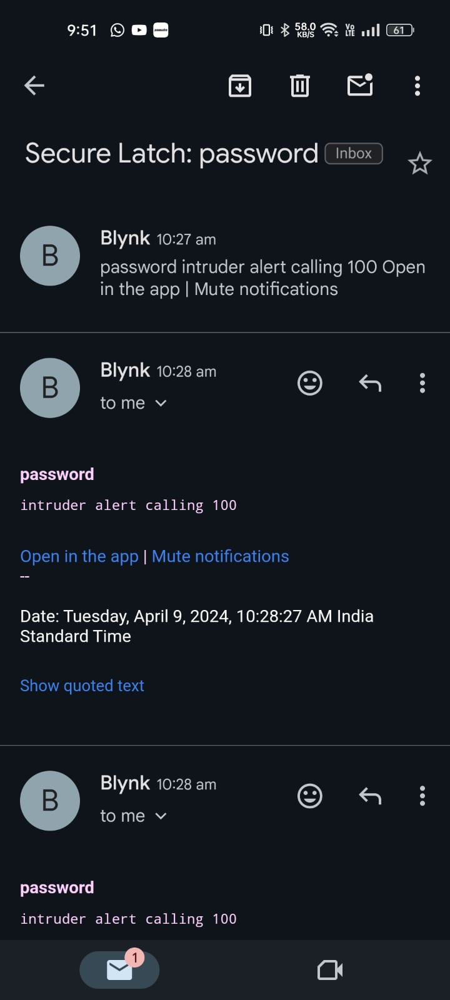 9:51
58.0
KB/S
Vo
LTE
61
Secure Latch: password Inbox
B
Blynk 10:27 am
password intruder alert calling 100 Open
in the app | Mute notifications
B
Blynk 10:28 am
to me
password
intruder alert calling 100
Open in the app | Mute notifications
--
Date: Tuesday, April 9, 2024, 10:28:27 AM India
Standard Time
Show quoted text
B
Blynk 10:28 am
to me
password
intruder alert calling 100
1